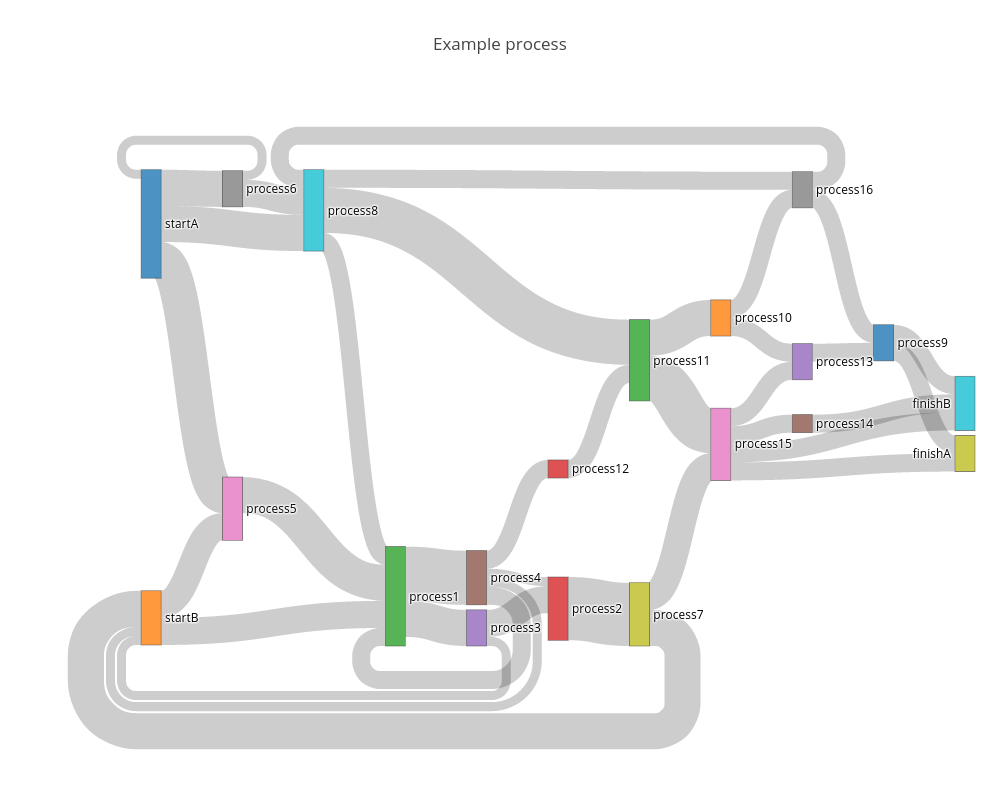 Example process
process6
process16
process8
startA
process10
process9
process11
process13
finishB
process14
process15
finishA
process12
process5
process4
process1
process2
process7
startB
process3